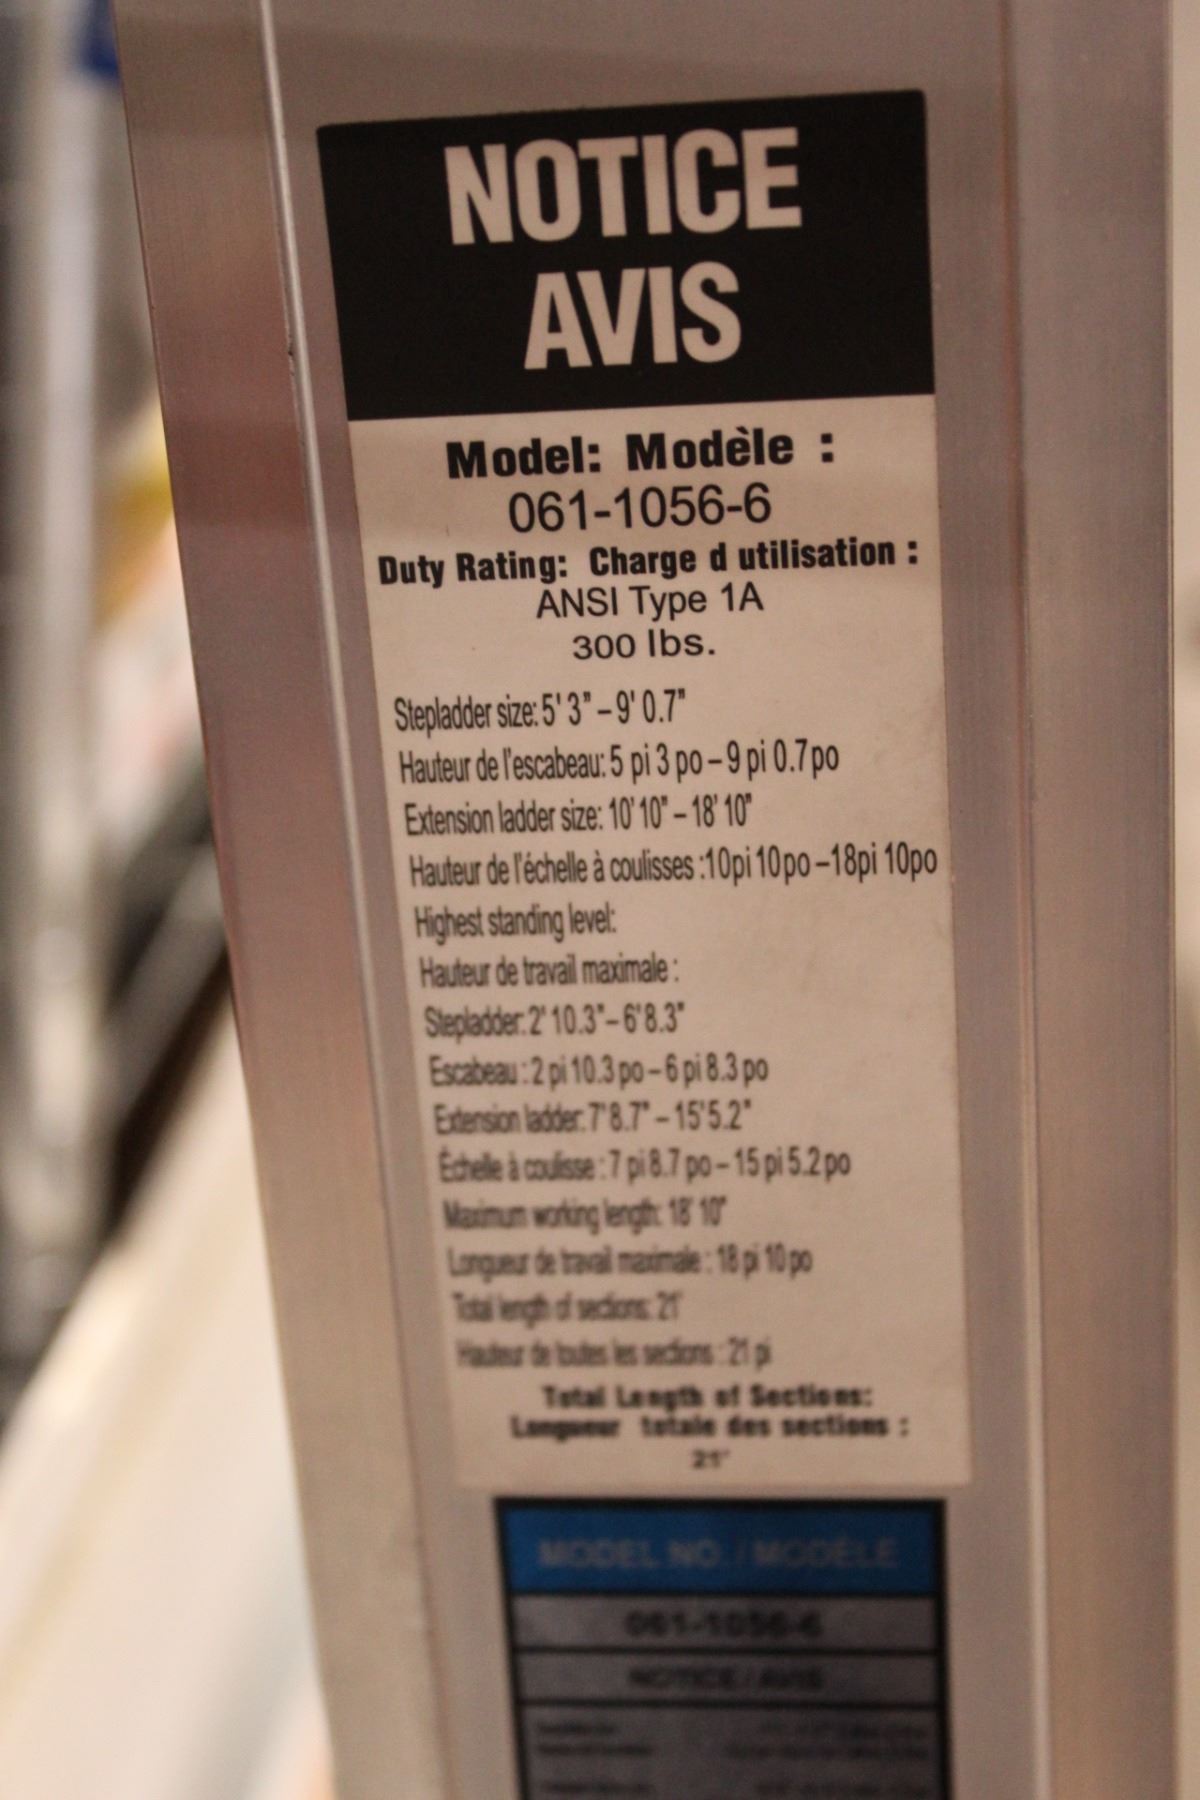 NOTICE
AVIS
Model: Modèle :
061-1056-6
Duty Rating: Charge d utilisation :
ANSI Type 1A
300 lbs.
Stepladder size: 5' 3" – 9' 0.7"
Hauteur de l'escabeau: 5 pi 3 po – 9 pi 0.7po
Extension ladder size: 10' 10" – 18' 10"
Hauteur de l'échelle à coulisses :10pi 10po –18pi 10po
Highest standing level:
Hauteur de travail maximale :
Stepladder: 2' 10.3" – 6' 8.3"
Escabeau : 2 pi 10.3 po – 6 pi 8.3 po
Extension ladder: 7' 8.7" – 15' 5.2"
Échelle à coulisse : 7 pi 8.7 po – 15 pi 5.2 po
Maximum working length: 18' 10"
Longueur de travail maximale : 18 pi 10 po
Total length of sections: 21'
Hauteur de toutes les sections : 21 pi
Total Length of Sections:
Longueur totale des sections :
21'
MODEL NO. / MODÈLE
061-1056-6
NOTICE / AVIS